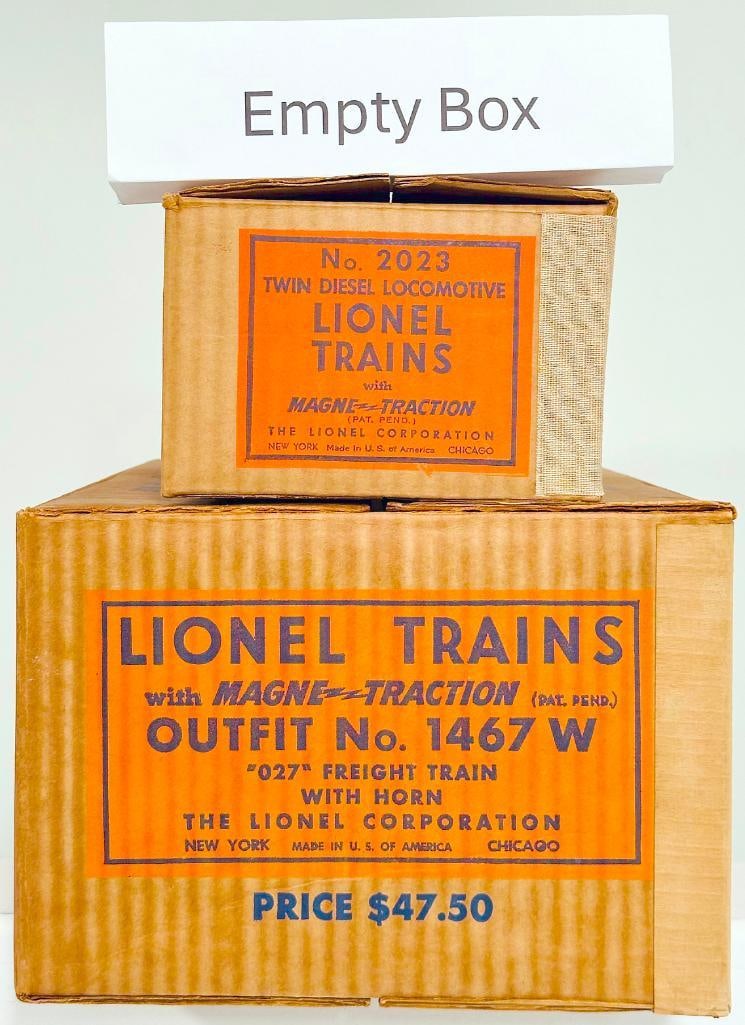 Empty Box
No. 2023
TWIN DIESEL LOCOMOTIVE
LIONEL
TRAINS
with
MAGNE-TRACTION
(PAT. PEND.)
THE LIONEL CORPORATION
NEW YORK Made in U. S. of America CHICAGO
LIONEL TRAINS
with MAGNE-TRACTION (PAT. PEND.)
OUTFIT No. 1467 W
"027" FREIGHT TRAIN
WITH HORN
THE LIONEL CORPORATION
NEW YORK MADE IN U. S. OF AMERICA CHICAGO
PRICE $47.50